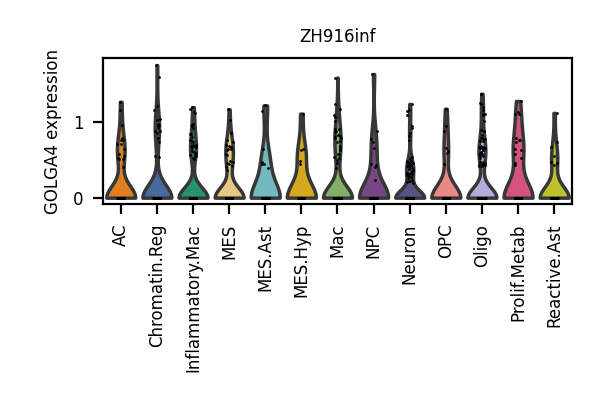 ZH916inf
GOLGA4 expression
1
0
AC
Chromatin.Reg
Inflammatory.Mac
MES
MES.Ast
MES.Hyp
Mac
NPC
Neuron
OPC
Oligo
Prolif.Metab
Reactive.Ast